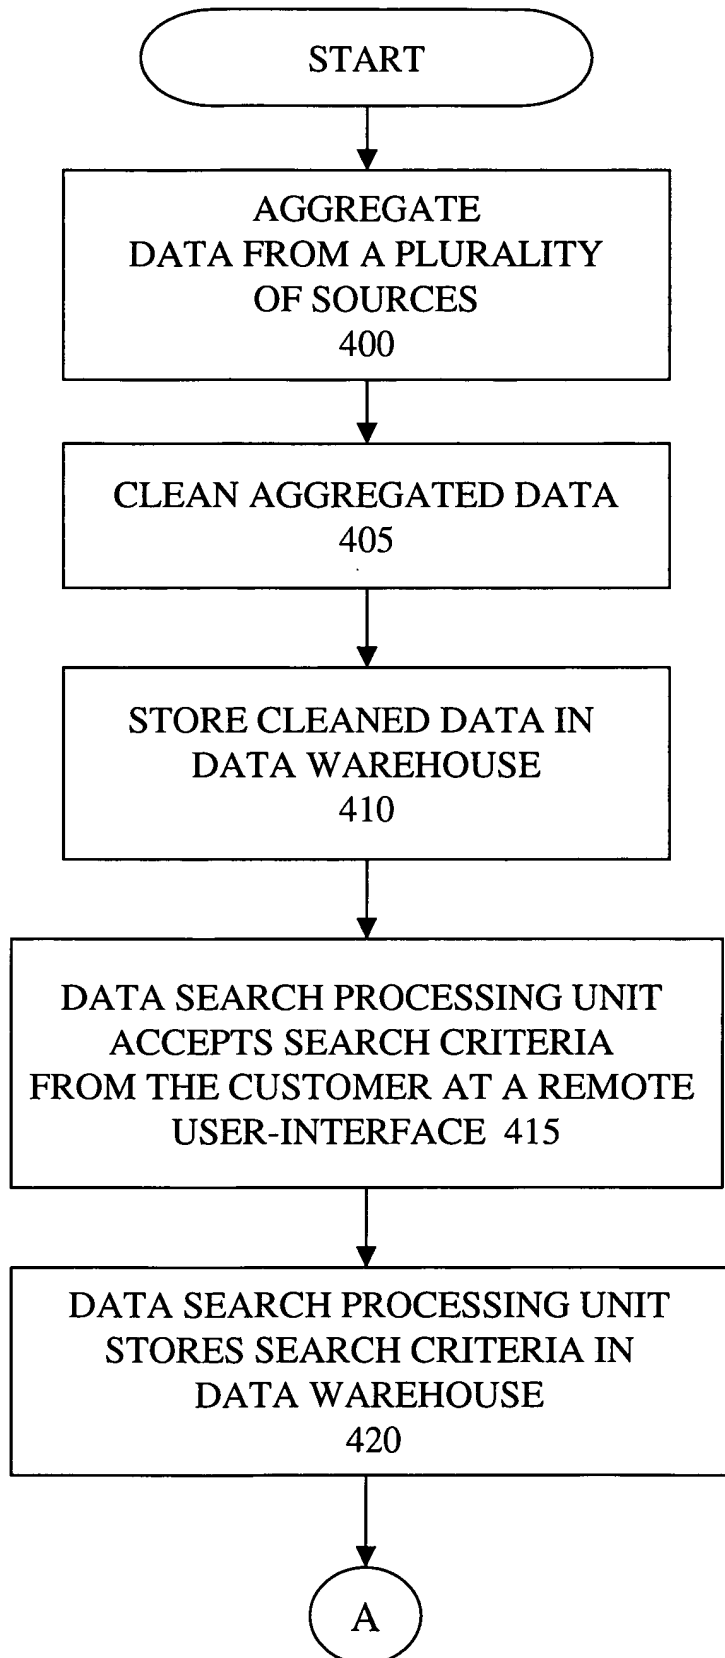 START
AGGREGATE
DATA FROM A PLURALITY
OF SOURCES
400
CLEAN AGGREGATED DATA
405
STORE CLEANED DATA IN
DATA WAREHOUSE
410
DATA SEARCH PROCESSING UNIT
ACCEPTS SEARCH CRITERIA
FROM THE CUSTOMER AT A REMOTE
USER-INTERFACE 415
DATA SEARCH PROCESSING UNIT
STORES SEARCH CRITERIA IN
DATA WAREHOUSE
420
A